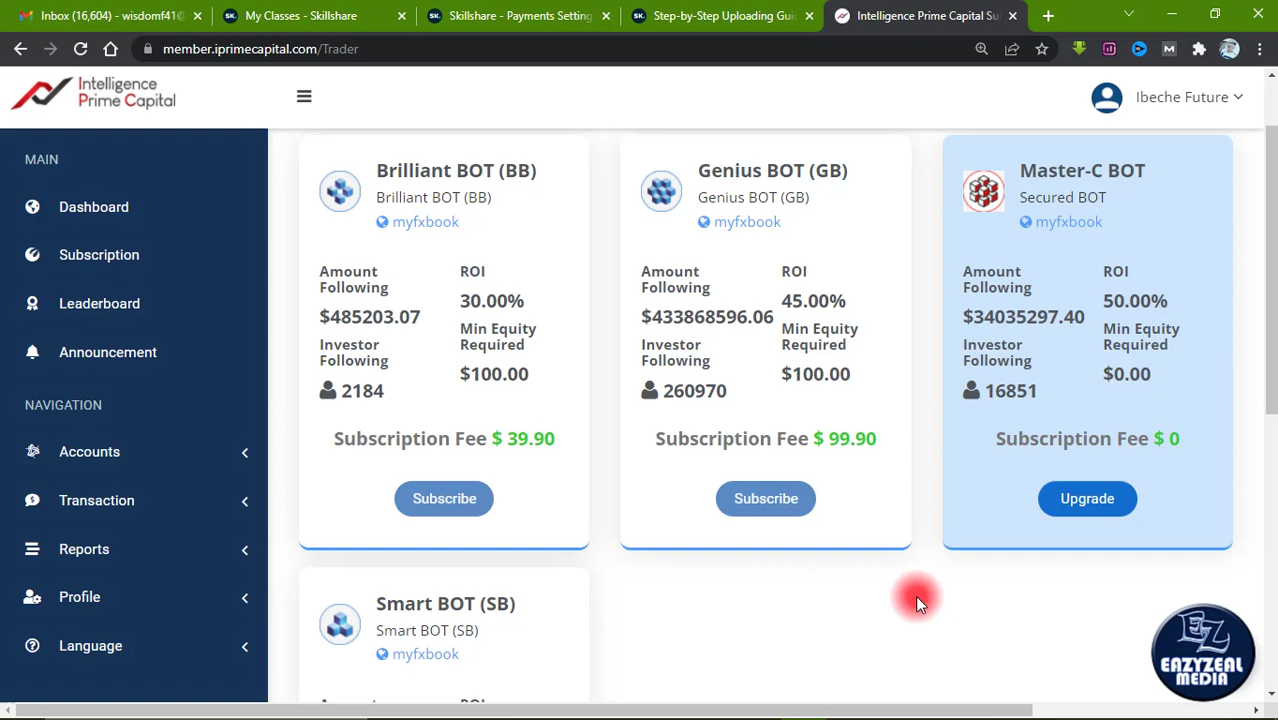 Inbox (16,604) - wisdomf41@
My Classes - Skillshare
SK. Skillshare - Payments Setting
SK. Step-by-Step Uploading Gui
Intelligence Prime Capital Su
member.iprimecapital.com/Trader
Intelligence
Prime Capital
Ibeche Future
MAIN
Dashboard
Subscription
Leaderboard
Announcement
NAVIGATION
Accounts
Transaction
Reports
Profile
Language
Brilliant BOT (BB)
Brilliant BOT (BB)
myfxbook
Amount
Following
$485203.07
Investor
Following
2184
ROI
30.00%
Min Equity
Required
$100.00
Subscription Fee $ 39.90
Subscribe
Genius BOT (GB)
Genius BOT (GB)
myfxbook
Amount
Following
$433868596.06
Investor
Following
260970
ROI
45.00%
Min Equity
Required
$100.00
Subscription Fee $ 99.90
Subscribe
Master-C BOT
Secured BOT
myfxbook
Amount
Following
$34035297.40
Investor
Following
16851
ROI
50.00%
Min Equity
Required
$0.00
Subscription Fee $ 0
Upgrade
Smart BOT (SB)
Smart BOT (SB)
myfxbook
EZ
EAZYZEAL
MEDIA